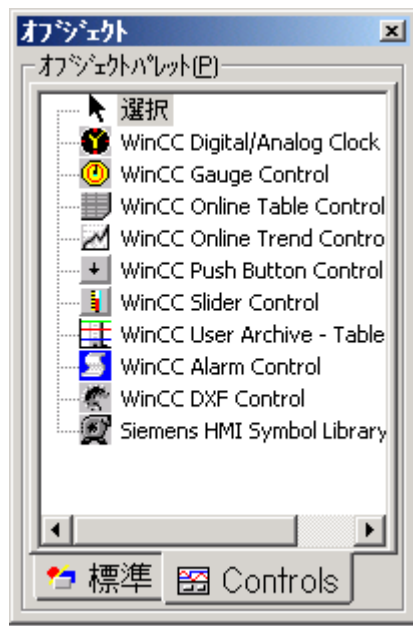 オブジェクト
オブジェクトパレット(P)
選択
WinCC Digital/Analog Clock
WinCC Gauge Control
WinCC Online Table Control
WinCC Online Trend Contro
WinCC Push Button Control
WinCC Slider Control
WinCC User Archive - Table
WinCC Alarm Control
WinCC DXF Control
Siemens HMI Symbol Library
標準 Controls